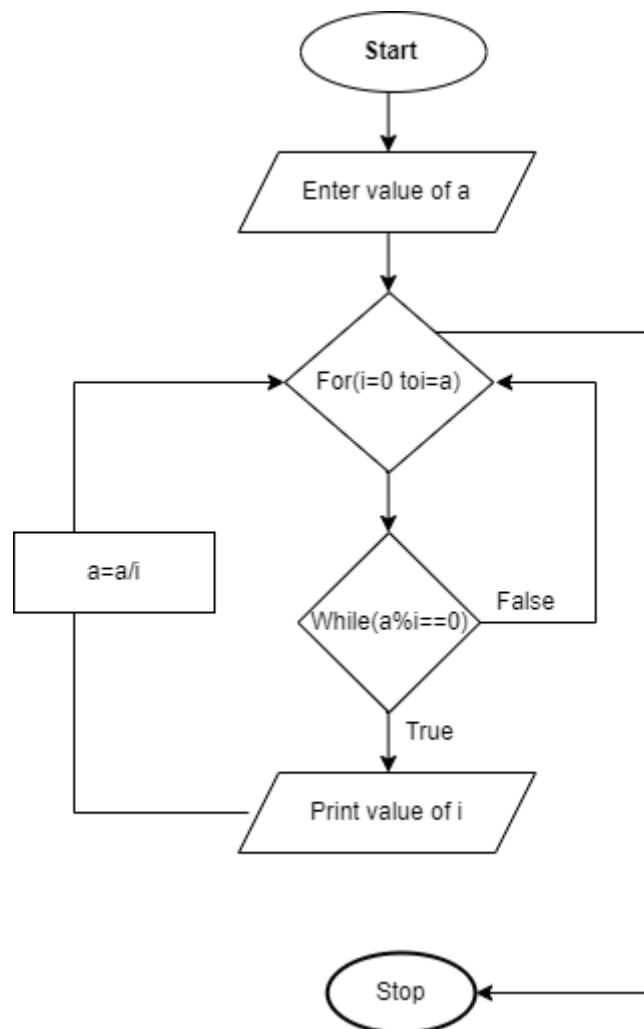 Start
Enter value of a
For(i=0 toi=a)
a=a/i
While(a%i==0)
False
True
Print value of i
Stop